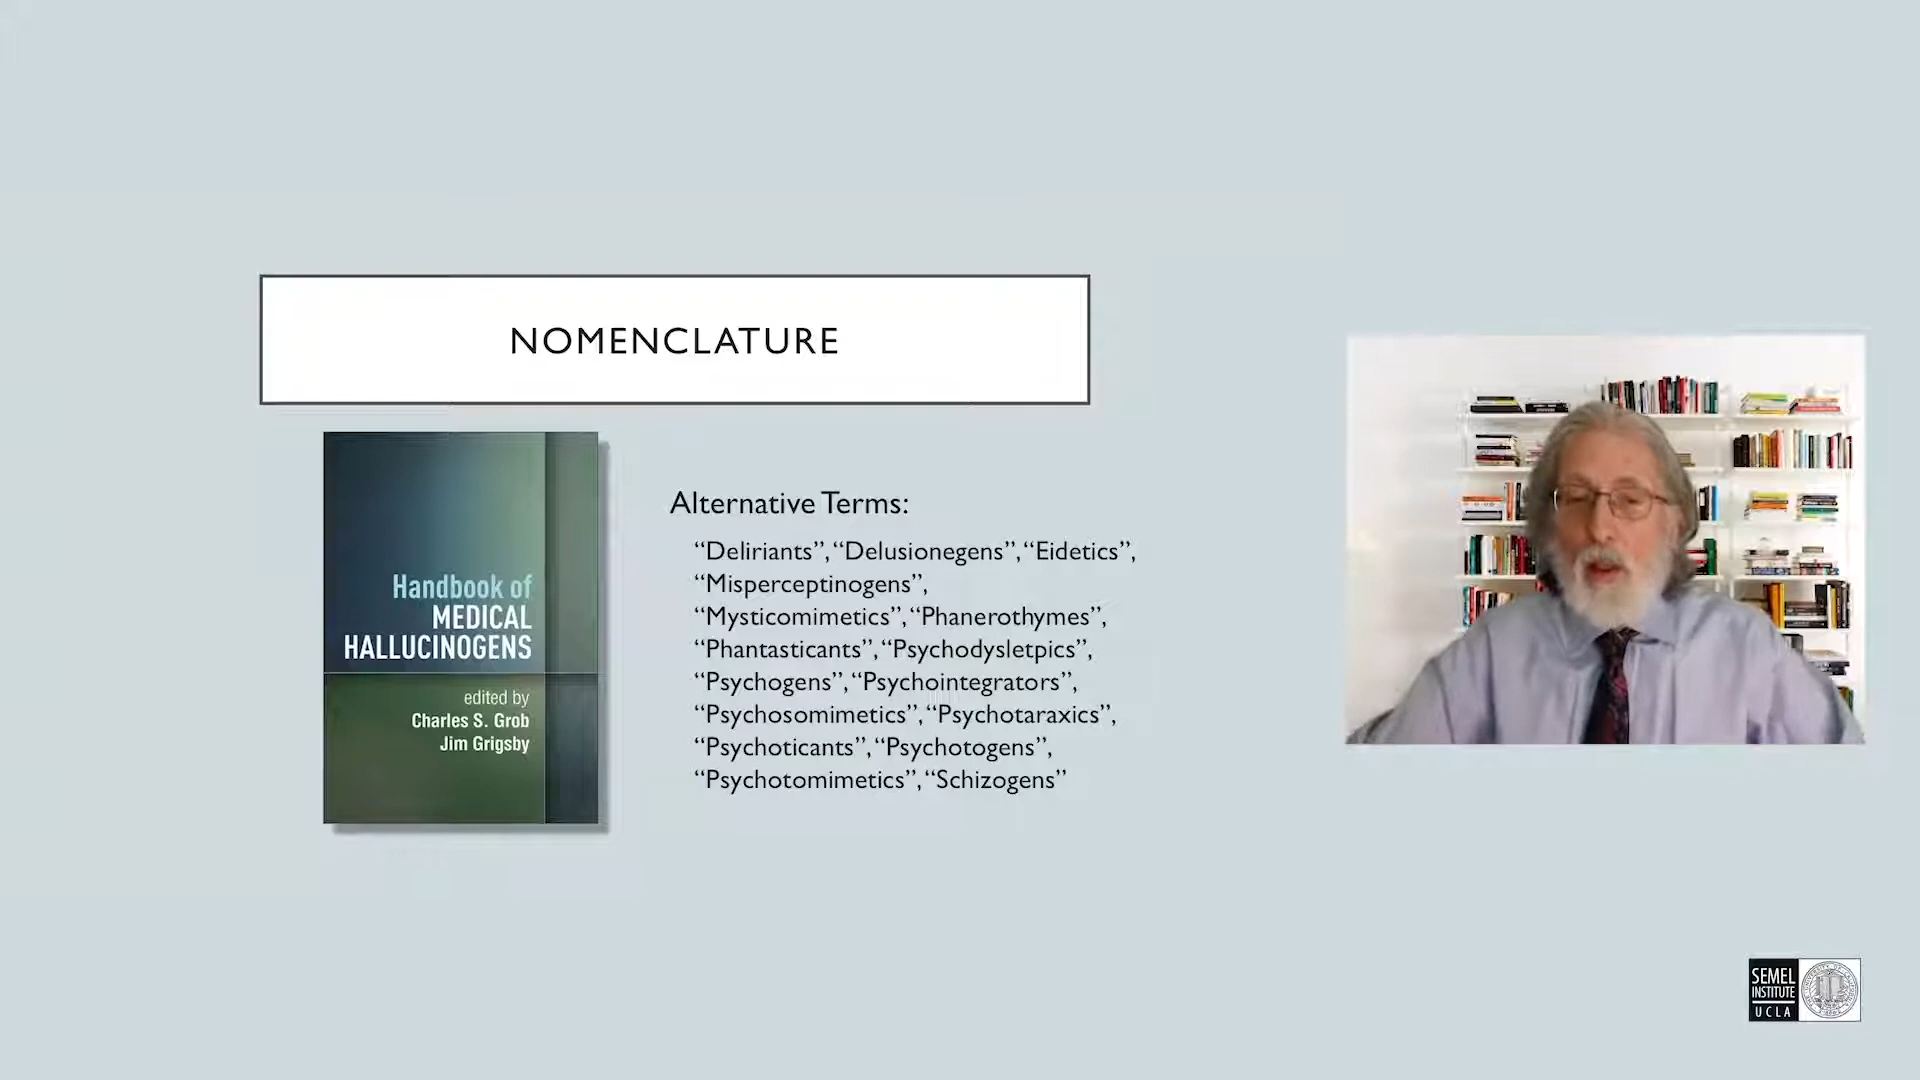 NOMENCLATURE
Handbook of
MEDICAL
HALLUCINOGENS
edited by
Charles S. Grob
Jim Grigsby
Alternative Terms:
“Deliriants”, “Delusionegens”, “Eidetics”,
“Misperceptinogens”,
“Mysticomimetics”, “Phanerothymes”,
“Phantasticants”, “Psychodysletpics”,
“Psychogens”, “Psychointegrators”,
“Psychosomimetics”, “Psychotaraxics”,
“Psychoticants”, “Psychotogens”,
“Psychotomimetics”, “Schizogens”
SEMEL
INSTITUTE
UCLA